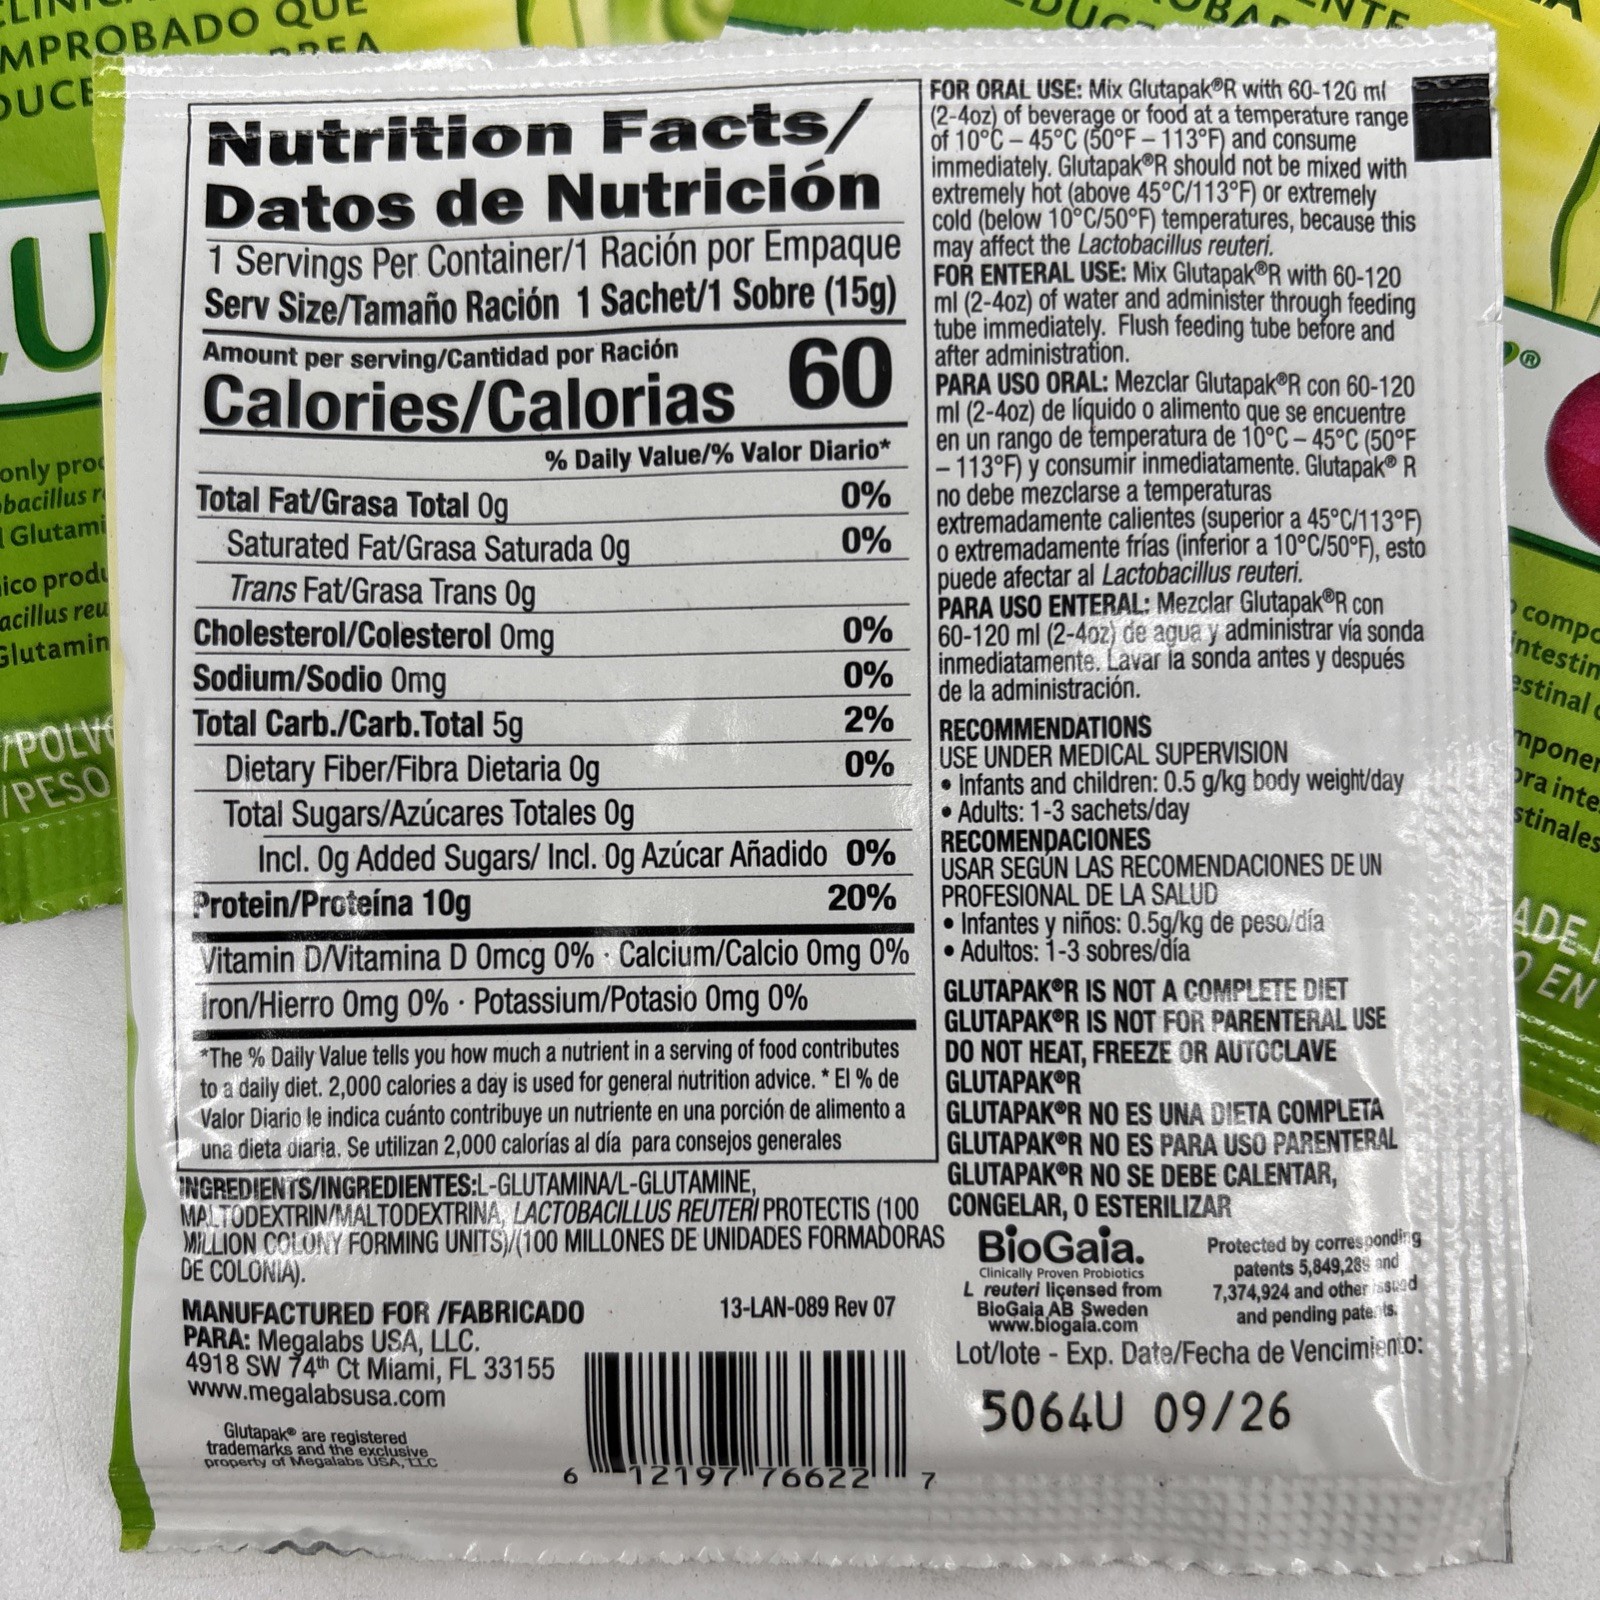 MPROBADO QUE
DUCE
Nutrition Facts/
Datos de Nutrición
1 Servings Per Container/1 Ración por Empaque
Serv Size/Tamaño Ración 1 Sachet/1 Sobre (15g)
Amount per serving/Cantidad por Ración
Calories/Calorias 60
% Daily Value/% Valor Diario*
Total Fat/Grasa Total 0g 0%
Saturated Fat/Grasa Saturada 0g 0%
Trans Fat/Grasa Trans 0g
Cholesterol/Colesterol 0mg 0%
Sodium/Sodio 0mg 0%
Total Carb./Carb.Total 5g 2%
Dietary Fiber/Fibra Dietaria 0g 0%
Total Sugars/Azúcares Totales 0g
Incl. 0g Added Sugars/ Incl. 0g Azúcar Añadido 0%
Protein/Proteína 10g 20%
Vitamin D/Vitamina D 0mcg 0% · Calcium/Calcio 0mg 0%
Iron/Hierro 0mg 0% · Potassium/Potasio 0mg 0%
*The % Daily Value tells you how much a nutrient in a serving of food contributes
to a daily diet. 2,000 calories a day is used for general nutrition advice. * El % de
Valor Diario le indica cuánto contribuye un nutriente en una porción de alimento a
una dieta diaria. Se utilizan 2,000 calorías al día para consejos generales
INGREDIENTS/INGREDIENTES:L-GLUTAMINA/L-GLUTAMINE,
MALTODEXTRIN/MALTODEXTRINA, LACTOBACILLUS REUTERI PROTECTIS (100
MILLION COLONY FORMING UNITS)/(100 MILLONES DE UNIDADES FORMADORAS
DE COLONIA).
MANUFACTURED FOR /FABRICADO
PARA: Megalabs USA, LLC.
4918 SW 74th Ct Miami, FL 33155
www.megalabsusa.com
13-LAN-089 Rev 07
Glutapak® are registered
trademarks and the exclusive
property of Megalabs USA, LLC
6 12197 76622 7
FOR ORAL USE: Mix Glutapak®R with 60-120 ml
(2-4oz) of beverage or food at a temperature range
of 10°C – 45°C (50°F – 113°F) and consume
immediately. Glutapak®R should not be mixed with
extremely hot (above 45°C/113°F) or extremely
cold (below 10°C/50°F) temperatures, because this
may affect the Lactobacillus reuteri.
FOR ENTERAL USE: Mix Glutapak®R with 60-120
ml (2-4oz) of water and administer through feeding
tube immediately. Flush feeding tube before and
after administration.
PARA USO ORAL: Mezclar Glutapak®R con 60-120
ml (2-4oz) de líquido o alimento que se encuentre
en un rango de temperatura de 10°C – 45°C (50°F
– 113°F) y consumir inmediatamente. Glutapak® R
no debe mezclarse a temperaturas
extremadamente calientes (superior a 45°C/113°F)
o extremadamente frías (inferior a 10°C/50°F), esto
puede afectar al Lactobacillus reuteri.
PARA USO ENTERAL: Mezclar Glutapak®R con
60-120 ml (2-4oz) de agua y administrar vía sonda
inmediatamente. Lavar la sonda antes y después
de la administración.
RECOMMENDATIONS
USE UNDER MEDICAL SUPERVISION
• Infants and children: 0.5 g/kg body weight/day
• Adults: 1-3 sachets/day
RECOMENDACIONES
USAR SEGÚN LAS RECOMENDACIONES DE UN
PROFESIONAL DE LA SALUD
• Infantes y niños: 0.5g/kg de peso/día
• Adultos: 1-3 sobres/día
GLUTAPAK®R IS NOT A COMPLETE DIET
GLUTAPAK®R IS NOT FOR PARENTERAL USE
DO NOT HEAT, FREEZE OR AUTOCLAVE
GLUTAPAK®R
GLUTAPAK®R NO ES UNA DIETA COMPLETA
GLUTAPAK®R NO ES PARA USO PARENTERAL
GLUTAPAK®R NO SE DEBE CALENTAR,
CONGELAR, O ESTERILIZAR
BioGaia.
Clinically Proven Probiotics
L reuteri licensed from
BioGaia AB Sweden
www.biogaia.com
Protected by corresponding
patents 5,849,289 and
7,374,924 and other issued
and pending patents.
Lot/lote - Exp. Date/Fecha de Vencimiento:
5064U 09/26